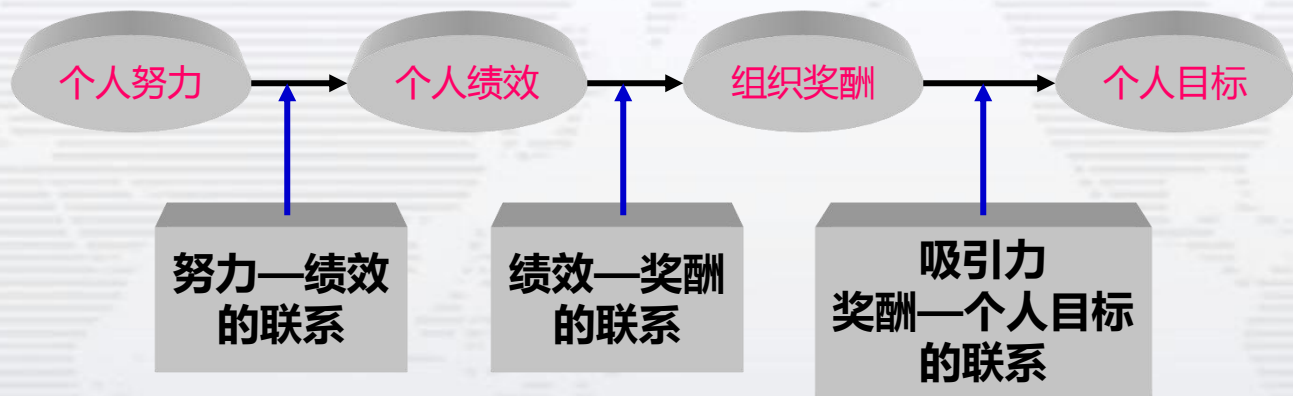 个人努力
个人绩效
组织奖酬
个人目标
努力—绩效
的联系
绩效—奖酬
的联系
吸引力
奖酬—个人目标
的联系